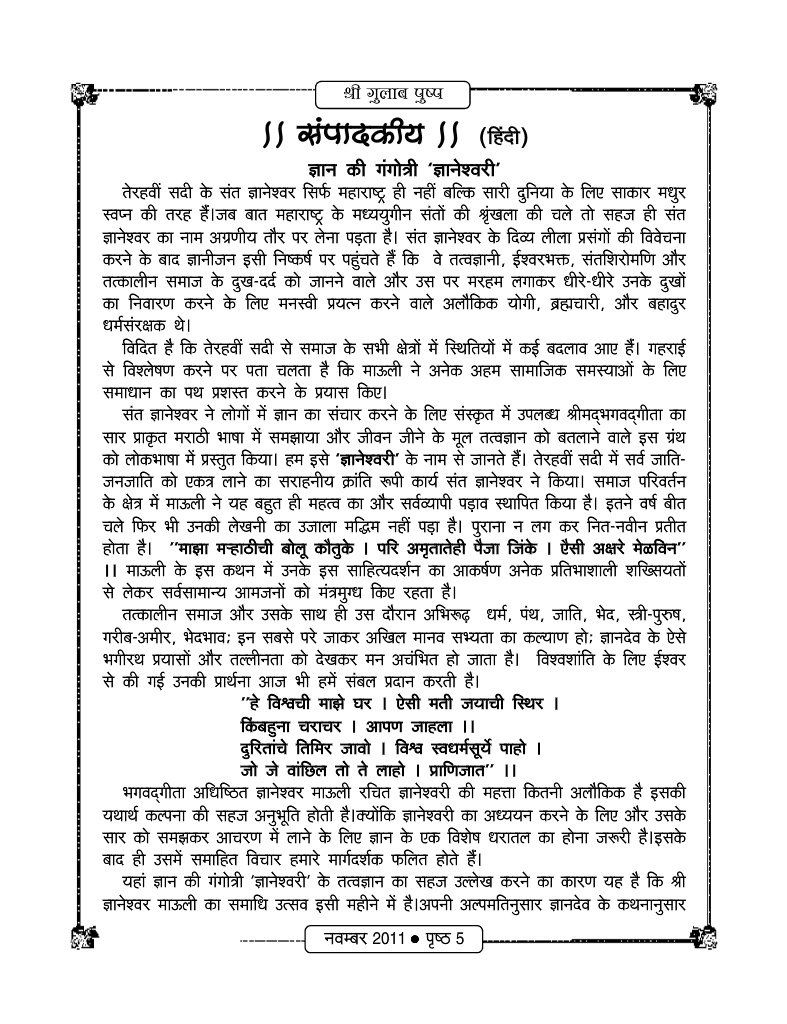 श्री गुलाब पुष्प
।। संपादकीय ।। (हिंदी)
ज्ञान की गंगोत्री ‘ज्ञानेश्वरी’
तेरहवीं सदी के संत ज्ञानेश्वर सिर्फ महाराष्ट्र ही नहीं बल्कि सारी दुनिया के लिए साकार मधुर
स्वप्न की तरह हैं।जब बात महाराष्ट्र के मध्ययुगीन संतों की श्रृंखला की चले तो सहज ही संत
ज्ञानेश्वर का नाम अग्रणीय तौर पर लेना पड़ता है। संत ज्ञानेश्वर के दिव्य लीला प्रसंगों की विवेचना
करने के बाद ज्ञानीजन इसी निष्कर्ष पर पहुंचते हैं कि वे तत्वज्ञानी, ईश्वरभक्त, संतशिरोमणि और
तत्कालीन समाज के दुख-दर्द को जानने वाले और उस पर मरहम लगाकर धीरे-धीरे उनके दुखों
का निवारण करने के लिए मनस्वी प्रयत्न करने वाले अलौकिक योगी, ब्रह्मचारी, और बहादुर
धर्मसंरक्षक थे।
विदित है कि तेरहवीं सदी से समाज के सभी क्षेत्रों में स्थितियों में कई बदलाव आए हैं। गहराई
से विश्लेषण करने पर पता चलता है कि माऊली ने अनेक अहम सामाजिक समस्याओं के लिए
समाधान का पथ प्रशस्त करने के प्रयास किए।
संत ज्ञानेश्वर ने लोगों में ज्ञान का संचार करने के लिए संस्कृत में उपलब्ध श्रीमद्भगवद्गीता का
सार प्राकृत मराठी भाषा में समझाया और जीवन जीने के मूल तत्वज्ञान को बतलाने वाले इस ग्रंथ
को लोकभाषा में प्रस्तुत किया। हम इसे ‘ज्ञानेश्वरी’ के नाम से जानते हैं। तेरहवीं सदी में सर्व जाति-
जनजाति को एकत्र लाने का सराहनीय क्रांति रूपी कार्य संत ज्ञानेश्वर ने किया। समाज परिवर्तन
के क्षेत्र में माऊली ने यह बहुत ही महत्व का और सर्वव्यापी पड़ाव स्थापित किया है। इतने वर्ष बीत
चले फिर भी उनकी लेखनी का उजाला मद्धिम नहीं पड़ा है। पुराना न लग कर नित-नवीन प्रतीत
होता है। ’’माझा मऱ्हाठीची बोलू कौतुके । परि अमृतातेही पैजा जिंके । ऐसी अक्षरे मेळविन’’
।। माऊली के इस कथन में उनके इस साहित्यदर्शन का आकर्षण अनेक प्रतिभाशाली शख्सियतों
से लेकर सर्वसामान्य आमजनों को मंत्रमुग्ध किए रहता है।
तत्कालीन समाज और उसके साथ ही उस दौरान अभिरूढ़ धर्म, पंथ, जाति, भेद, स्त्री-पुरुष,
गरीब-अमीर, भेदभाव; इन सबसे परे जाकर अखिल मानव सभ्यता का कल्याण हो; ज्ञानदेव के ऐसे
भगीरथ प्रयासों और तल्लीनता को देखकर मन अचंभित हो जाता है। विश्वशांति के लिए ईश्वर
से की गई उनकी प्रार्थना आज भी हमें संबल प्रदान करती है।
’’हे विश्वची माझे घर । ऐसी मती जयाची स्थिर ।
किंबहुना चराचर । आपण जाहला ।।
दुरितांचे तिमिर जावो । विश्व स्वधर्मसूर्ये पाहो ।
जो जे वांछिल तो ते लाहो । प्राणिजात’’ ।।
भगवद्गीता अधिष्ठित ज्ञानेश्वर माऊली रचित ज्ञानेश्वरी की महत्ता कितनी अलौकिक है इसकी
यथार्थ कल्पना की सहज अनुभूति होती है।क्योंकि ज्ञानेश्वरी का अध्ययन करने के लिए और उसके
सार को समझकर आचरण में लाने के लिए ज्ञान के एक विशेष धरातल का होना जरूरी है।इसके
बाद ही उसमें समाहित विचार हमारे मार्गदर्शक फलित होते हैं।
यहां ज्ञान की गंगोत्री ‘ज्ञानेश्वरी’ के तत्वज्ञान का सहज उल्लेख करने का कारण यह है कि श्री
ज्ञानेश्वर माऊली का समाधि उत्सव इसी महीने में है।अपनी अल्पमतिनुसार ज्ञानदेव के कथनानुसार
नवम्बर 2011 ● पृष्ठ 5